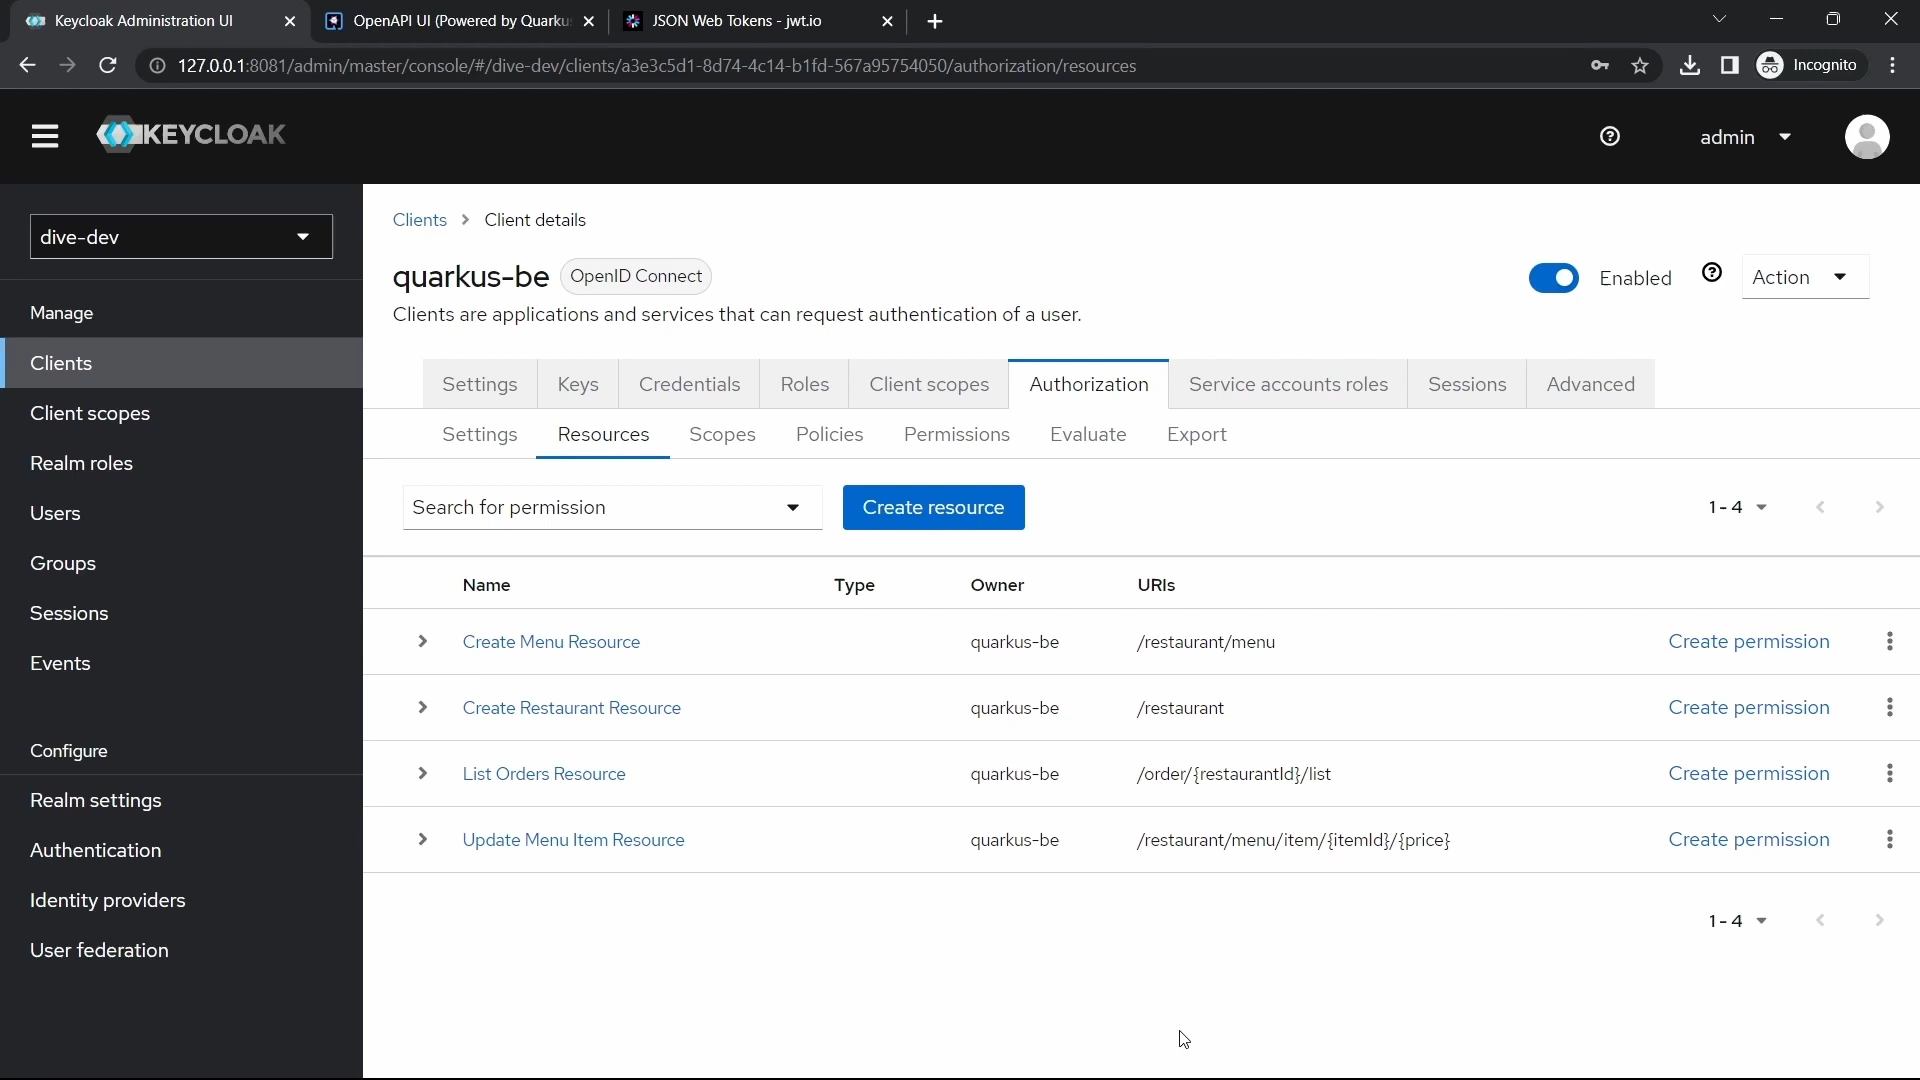 Keycloak Administration UI
OpenAPI UI (Powered by Quarku
JSON Web Tokens - jwt.io
127.0.0.1:8081/admin/master/console/#/dive-dev/clients/a3e3c5d1-8d74-4c14-b1fd-567a95754050/authorization/resources
Incognito
KEYCLOAK
admin
dive-dev
Manage
Clients
Client scopes
Realm roles
Users
Groups
Sessions
Events
Configure
Realm settings
Authentication
Identity providers
User federation
Clients > Client details
quarkus-be OpenID Connect
Enabled
Action
Clients are applications and services that can request authentication of a user.
Settings Keys Credentials Roles Client scopes Authorization Service accounts roles Sessions Advanced
Settings Resources Scopes Policies Permissions Evaluate Export
Search for permission Create resource 1 - 4
Name Type Owner URIs
Create Menu Resource quarkus-be /restaurant/menu Create permission
Create Restaurant Resource quarkus-be /restaurant Create permission
List Orders Resource quarkus-be /order/{restaurantId}/list Create permission
Update Menu Item Resource quarkus-be /restaurant/menu/item/{itemId}/{price} Create permission
1 - 4